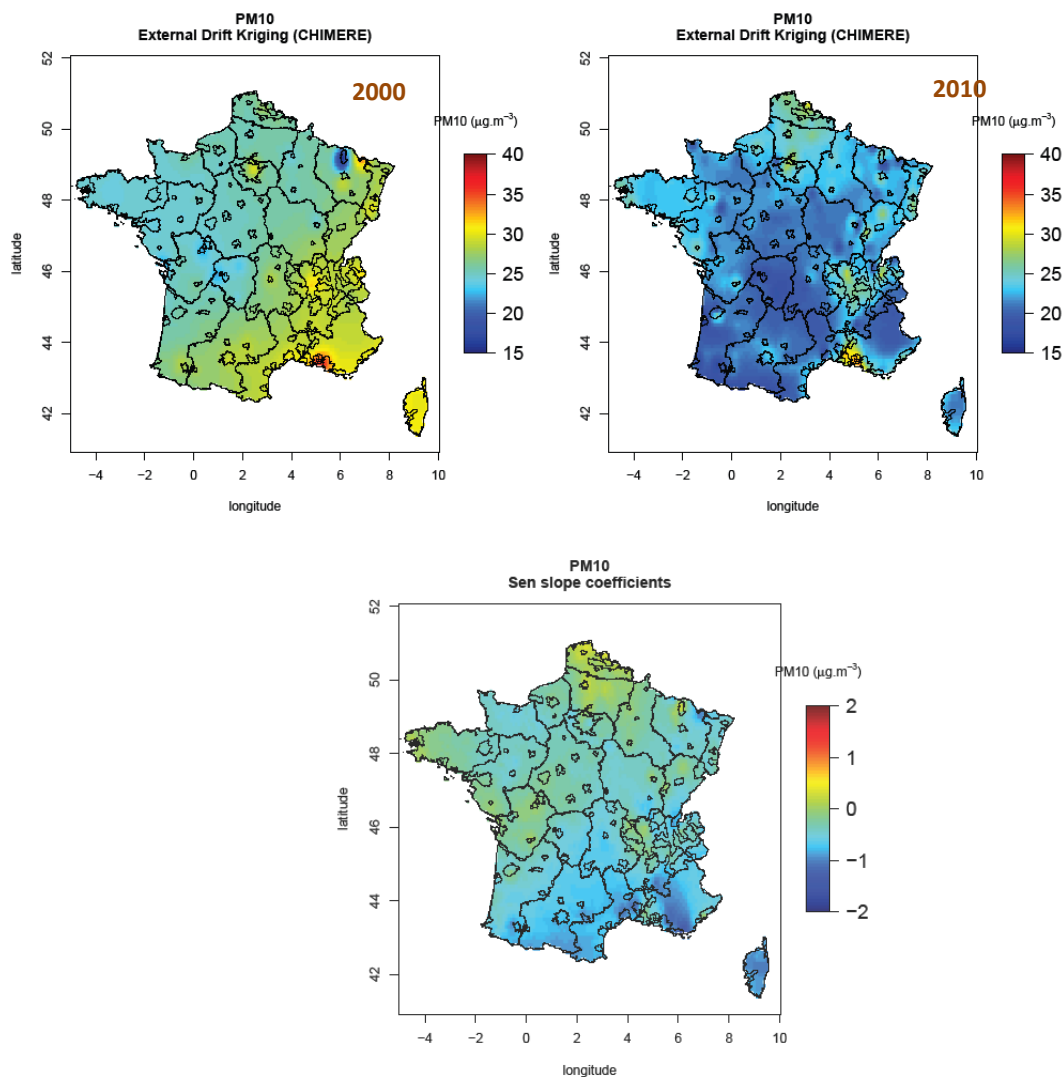 PM10
External Drift Kriging (CHIMERE)
2000
PM10 (μg.m−3)
40
35
30
25
20
15
52
50
48
46
44
42
latitude
−4 −2 0 2 4 6 8 10
longitude
PM10
External Drift Kriging (CHIMERE)
2010
PM10 (μg.m−3)
40
35
30
25
20
15
52
50
48
46
44
42
latitude
−4 −2 0 2 4 6 8 10
longitude
PM10
Sen slope coefficients
PM10 (μg.m−3)
2
1
0
−1
−2
52
50
48
46
44
42
latitude
−4 −2 0 2 4 6 8 10
longitude